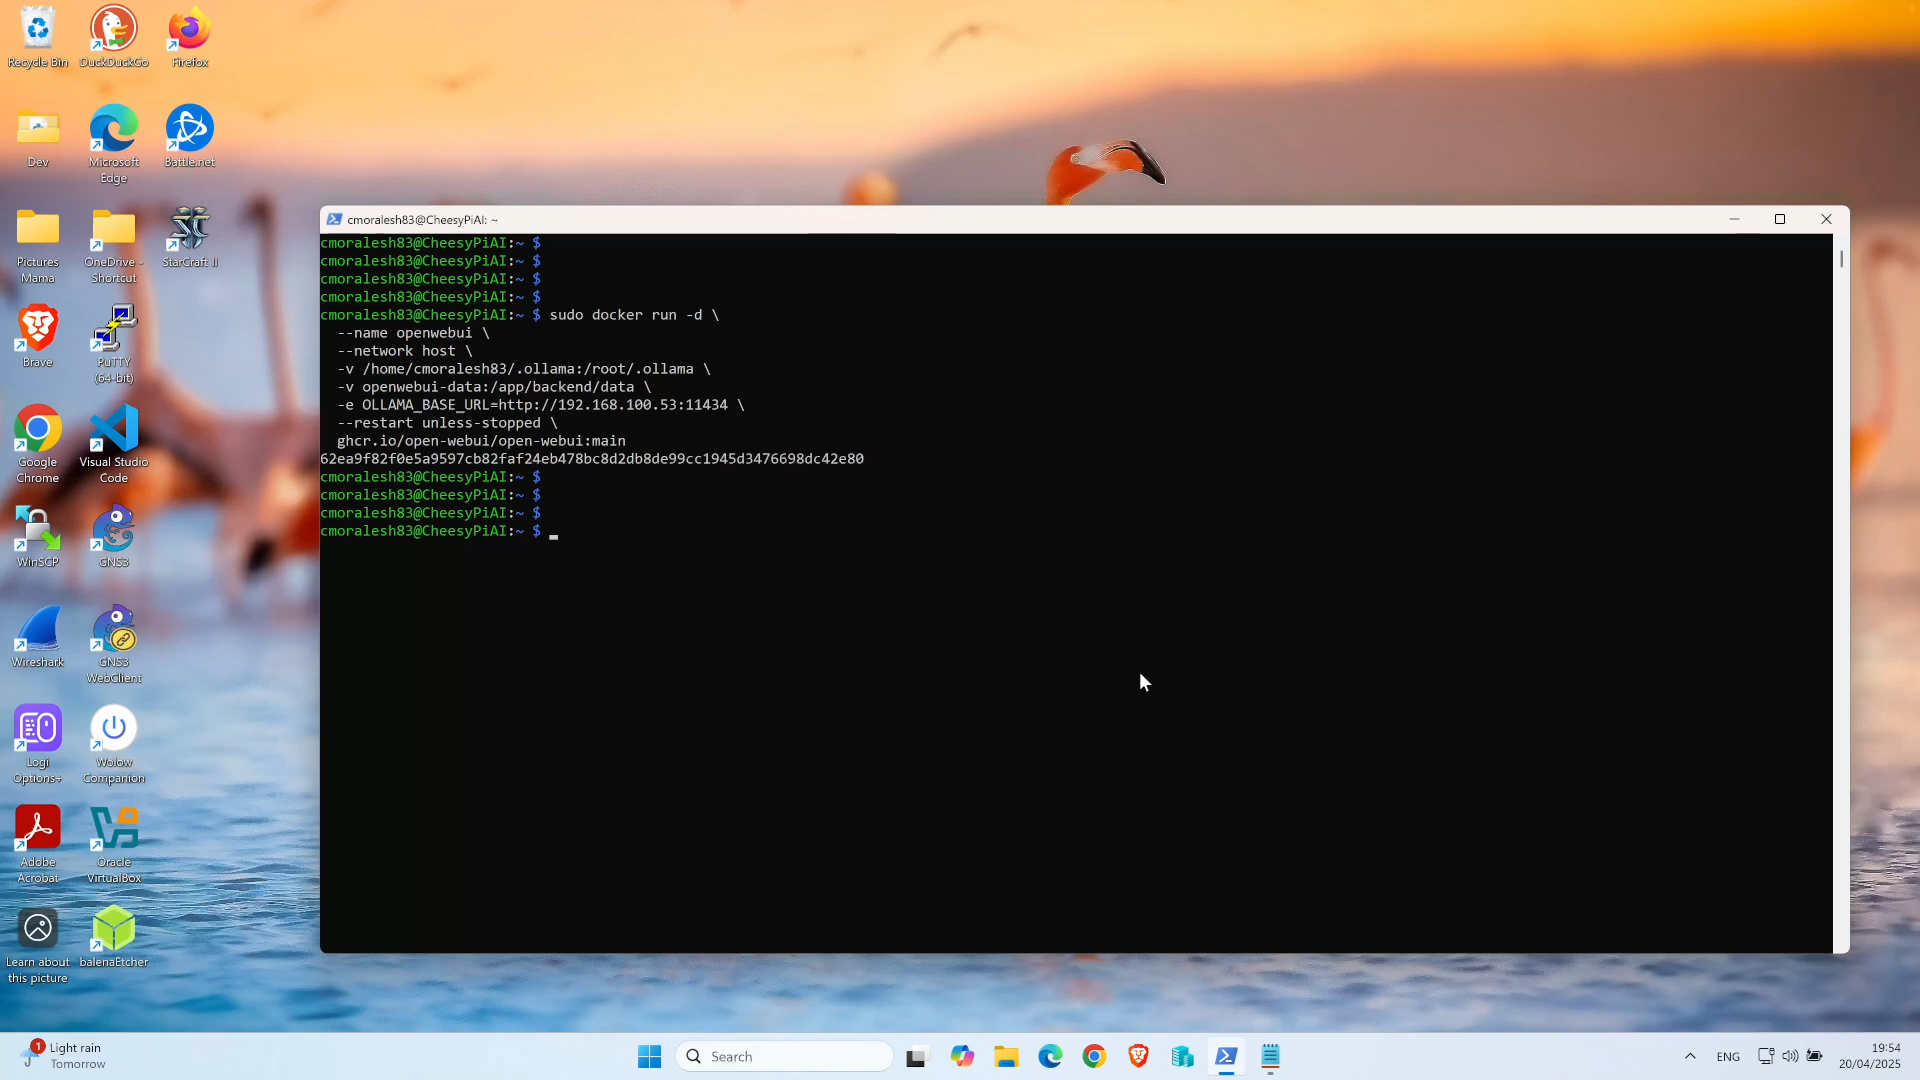 Recycle Bin
DuckDuckGo
Firefox
Dev
Microsoft
Edge
Battle.net
Pictures
Mama
OneDrive -
Shortcut
StarCraft II
Brave
PuTTY
(64-bit)
Google
Chrome
Visual Studio
Code
WinSCP
GNS3
Wireshark
GNS3
WebClient
Logi
Options+
Wolow
Companion
Adobe
Acrobat
Oracle
VirtualBox
Learn about
this picture
balenaEtcher
cmoralesh83@CheesyPiAI: ~
cmoralesh83@CheesyPiAI:~ $
cmoralesh83@CheesyPiAI:~ $
cmoralesh83@CheesyPiAI:~ $
cmoralesh83@CheesyPiAI:~ $
cmoralesh83@CheesyPiAI:~ $ sudo docker run -d \
--name openwebui \
--network host \
-v /home/cmoralesh83/.ollama:/root/.ollama \
-v openwebui-data:/app/backend/data \
-e OLLAMA_BASE_URL=http://192.168.100.53:11434 \
--restart unless-stopped \
ghcr.io/open-webui/open-webui:main
62ea9f82f0e5a9597cb82faf24eb478bc8d2db8de99cc1945d3476698dc42e80
cmoralesh83@CheesyPiAI:~ $
cmoralesh83@CheesyPiAI:~ $
cmoralesh83@CheesyPiAI:~ $
cmoralesh83@CheesyPiAI:~ $
1
Light rain
Tomorrow
Search
ENG
19:54
20/04/2025